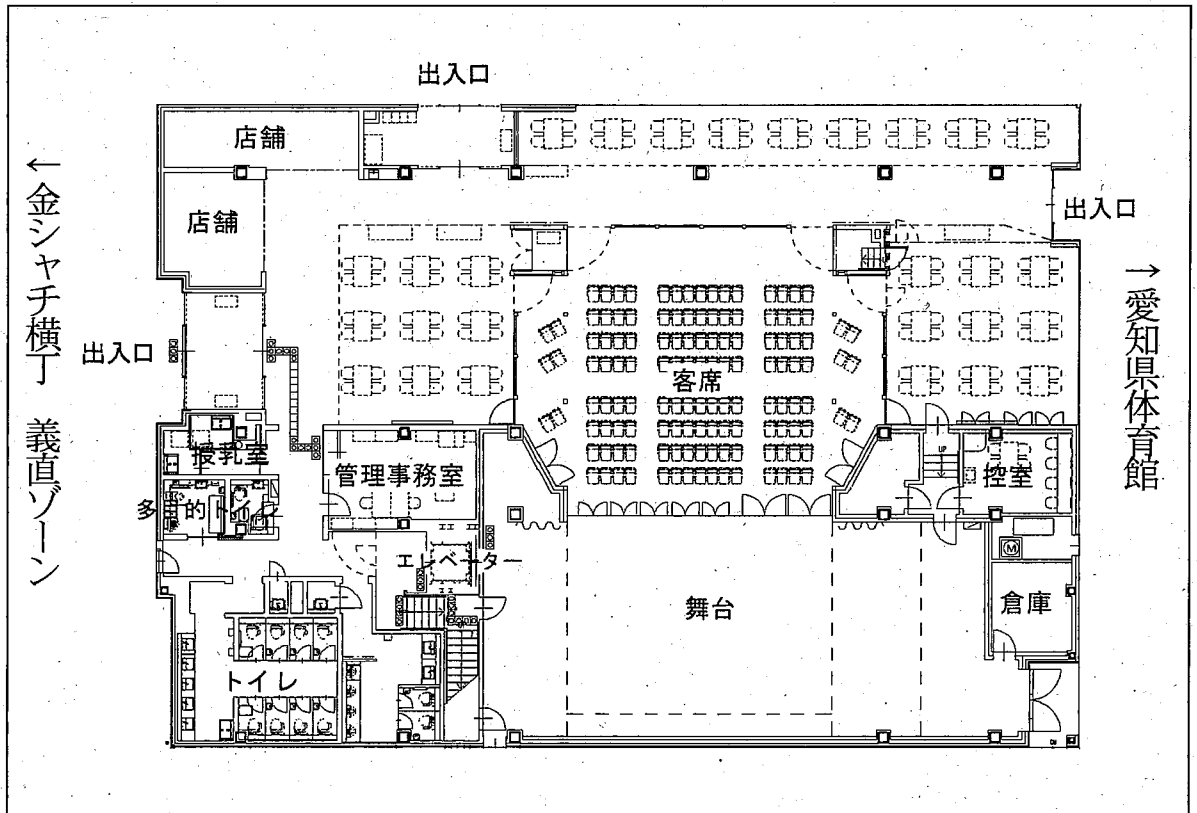 出入口
店舗
店舗
出入口
出入口
←金シャチ横丁 義直ゾーン
→愛知県体育館
客席
授乳室
管理事務室
控室
多目的トイレ
エレベーター
舞台
倉庫
トイレ
UP
M